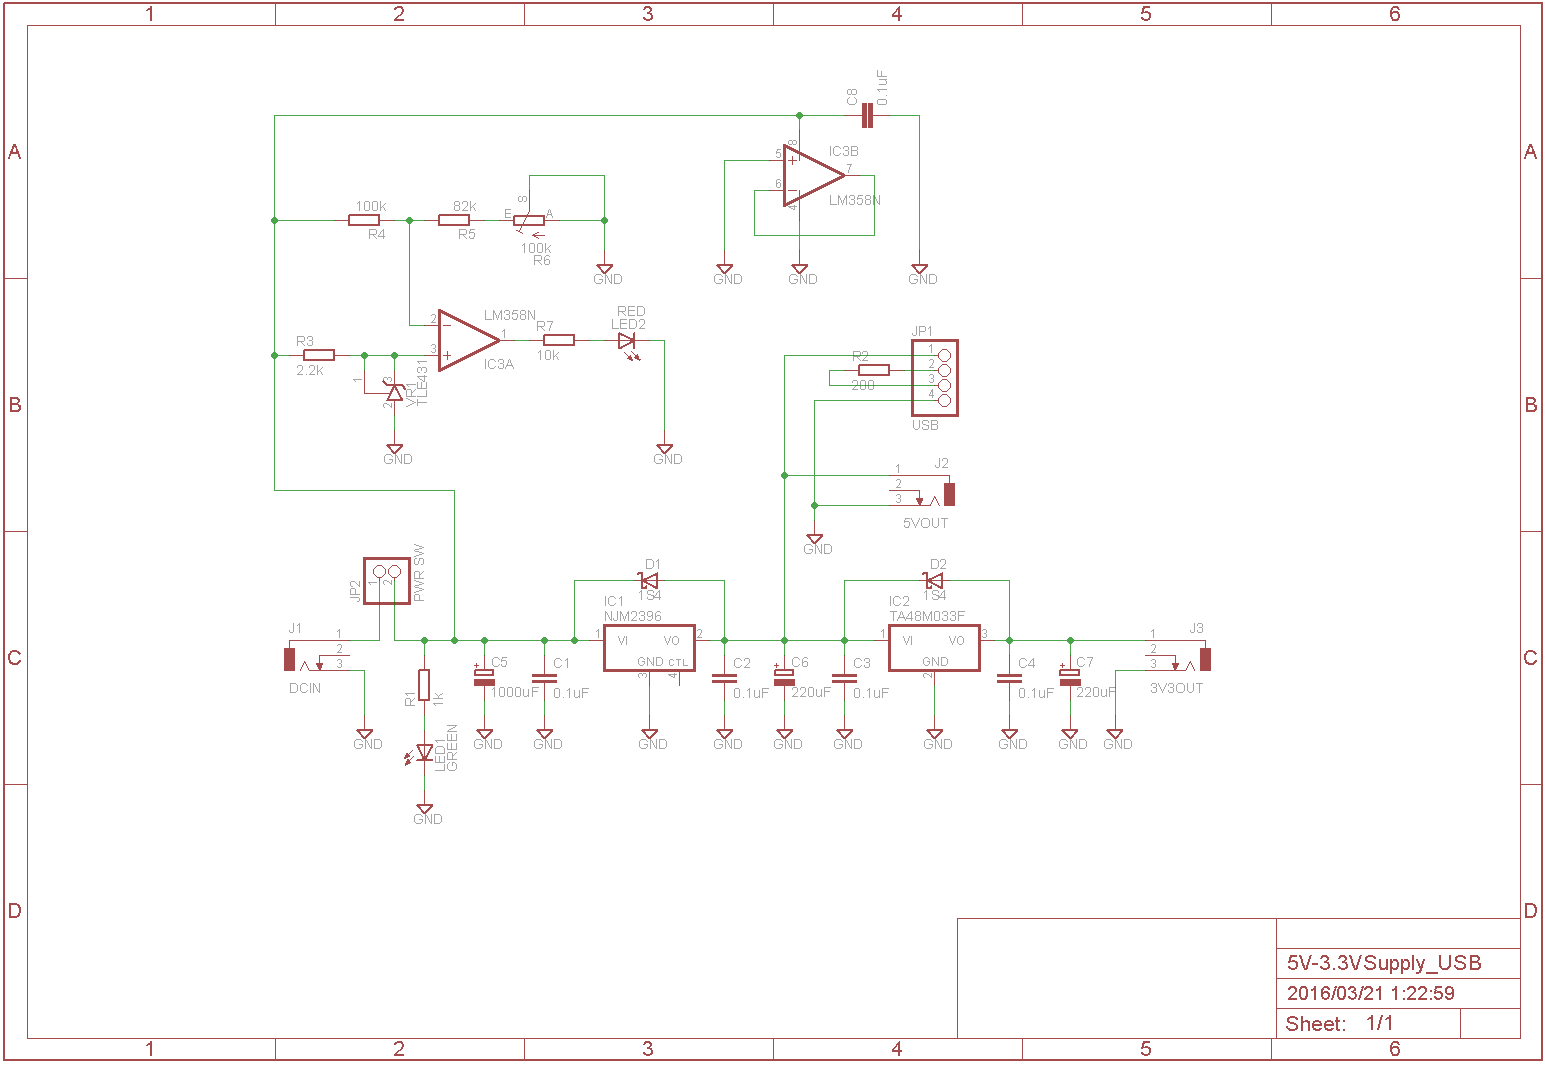 1 2 3 4 5 6
A A
C8 0.1uF
8
5 IC3B
+
7
6
−
4
LM358N
100k 82k S
E A
R4 R5
100k
R6
GND GND GND GND
LM358N RED
LED2
2 R7
−
1
R3 3
+
10k
IC3A
2.2k
1 3
2
VR1
TLE431
GND GND
JP1
1
R2 2
3
200
4
B B
USB
1 J2
2
3
5VOUT
GND
JP2 1 2 PWR SW
D1 D2
1S4 1S4
IC1 IC2
NJM2396 TA48M033F
J1 1 1 VI VO 2 1 VI VO 3 1 J3
2 2
3 3
GND CTL GND
3 4 2
DCIN 3V3OUT
C C
R1 1k
+ C5 C1 C2 + C6 C3 C4 + C7
1000uF 0.1uF 0.1uF 220uF 0.1uF 0.1uF 220uF
GND GND GND GND GND GND GND GND GND GND GND
LED1
GREEN
GND
D D
5V-3.3VSupply_USB
2016/03/21 1:22:59
Sheet: 1/1
1 2 3 4 5 6